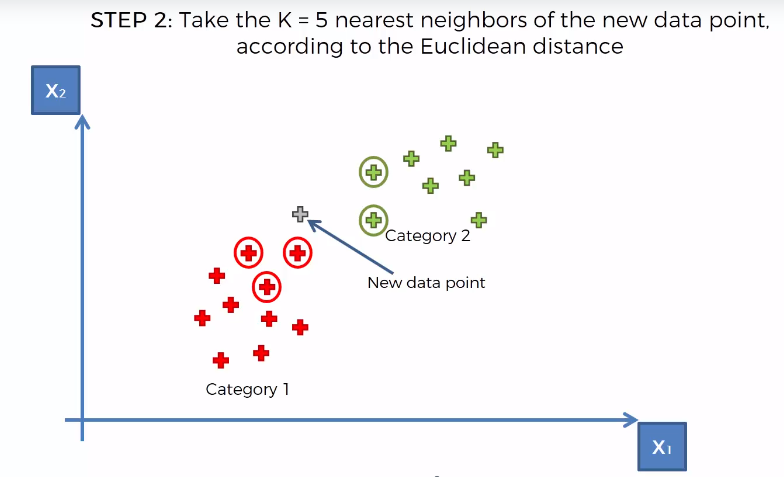 STEP 2: Take the K = 5 nearest neighbors of the new data point,
according to the Euclidean distance
X2
Category 2
New data point
Category 1
X1